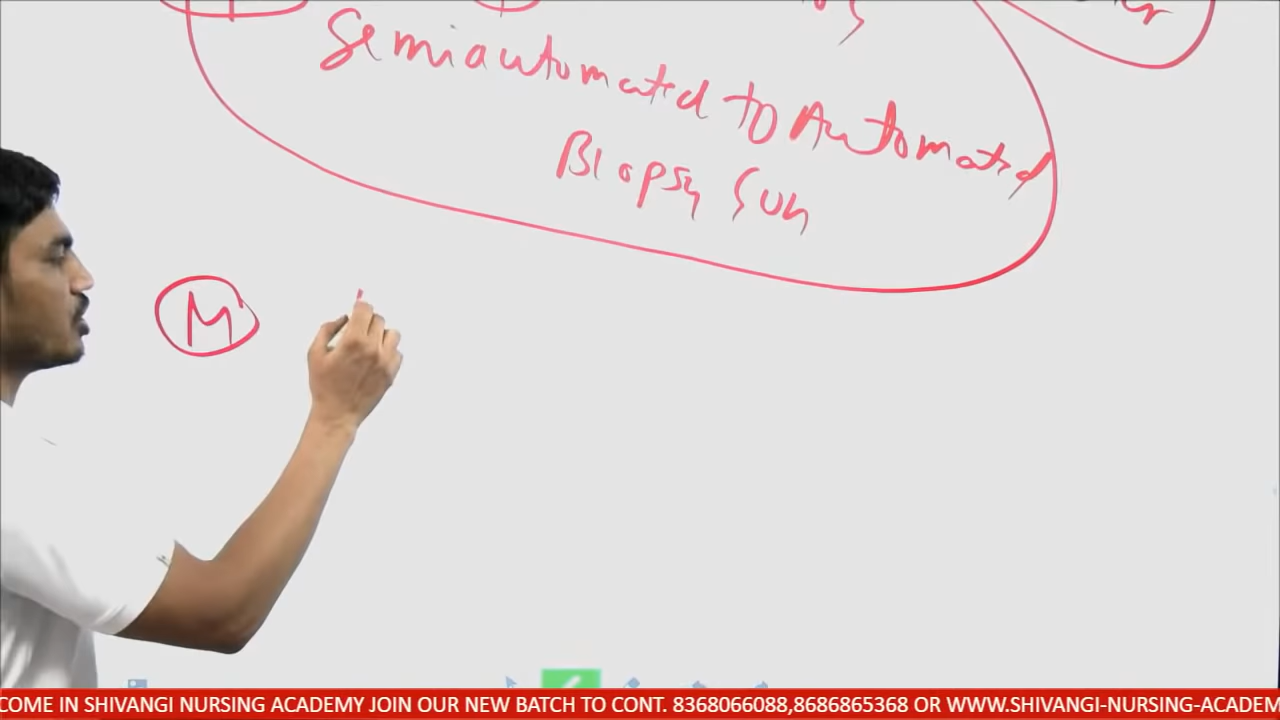 Semiautomated to Automated
Biopsy Gun
M
COME IN SHIVANGI NURSING ACADEMY JOIN OUR NEW BATCH TO CONT. 8368066088,8686865368 OR WWW.SHIVANGI-NURSING-ACADEM